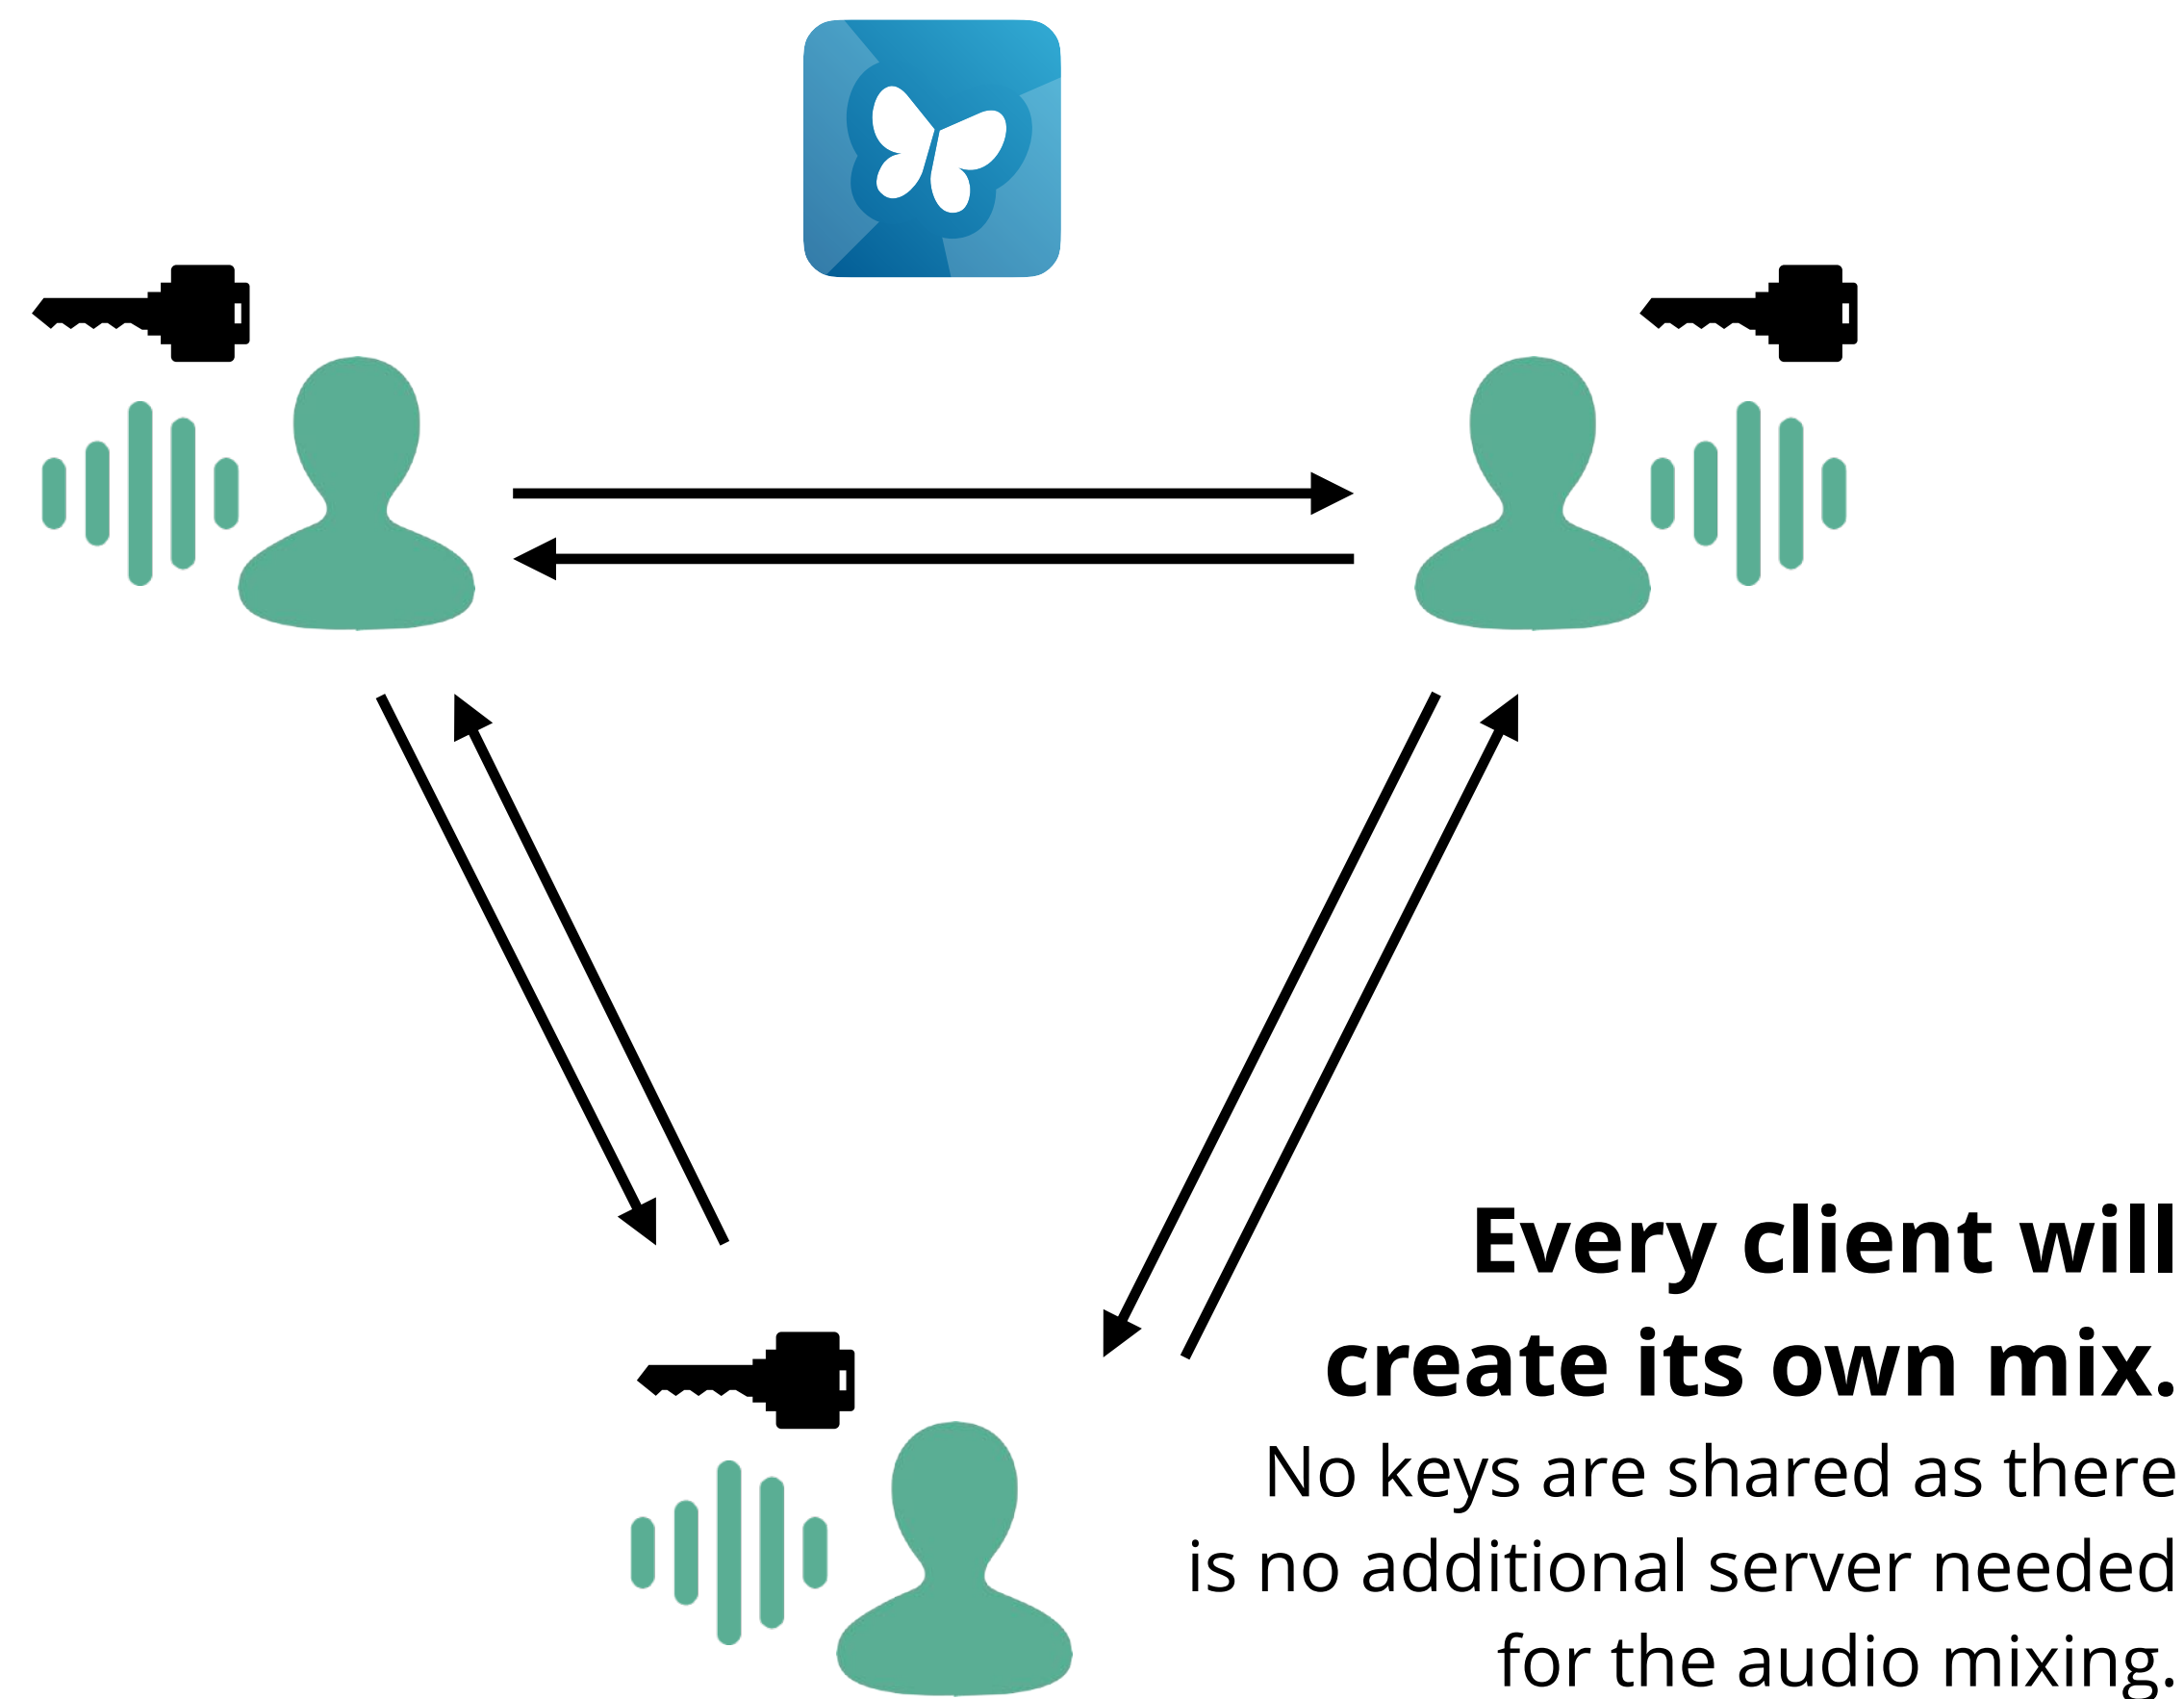 Every client will
create its own mix.
No keys are shared as there
is no additional server needed
for the audio mixing.